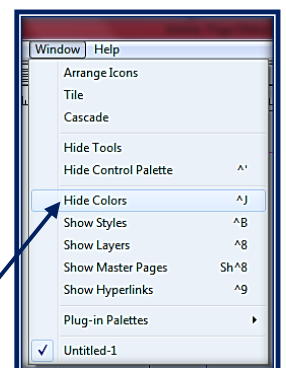 Window Help
Arrange Icons
Tile
Cascade
Hide Tools
Hide Control Palette ^'
Hide Colors ^J
Show Styles ^B
Show Layers ^8
Show Master Pages Sh^8
Show Hyperlinks ^9
Plug-in Palettes
Untitled-1